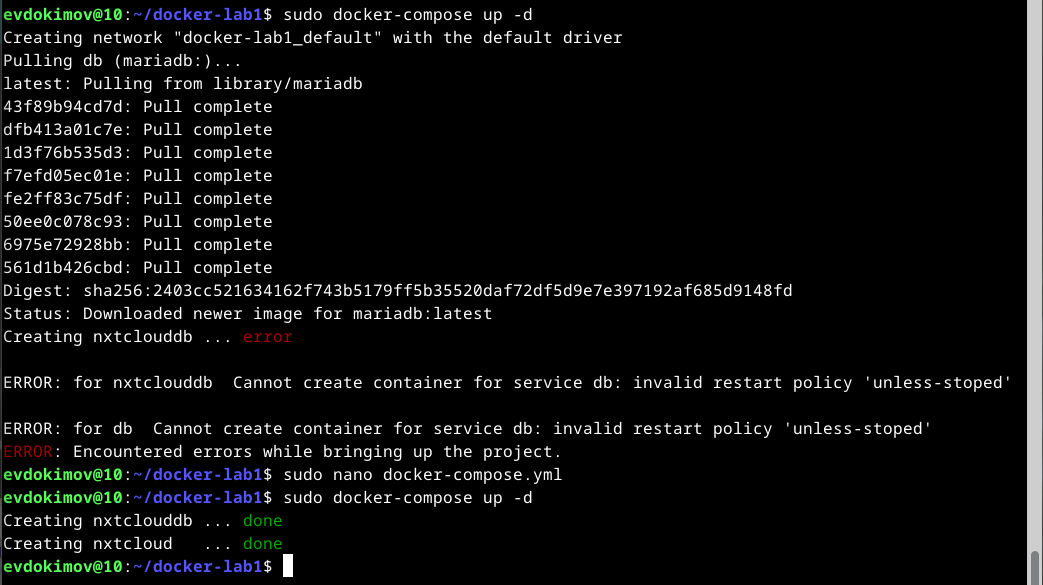 evdokimov@10:~/docker-lab1$ sudo docker-compose up -d
Creating network "docker-lab1_default" with the default driver
Pulling db (mariadb:)...
latest: Pulling from library/mariadb
43f89b94cd7d: Pull complete
dfb413a01c7e: Pull complete
1d3f76b535d3: Pull complete
f7efd05ec01e: Pull complete
fe2ff83c75df: Pull complete
50ee0c078c93: Pull complete
6975e72928bb: Pull complete
561d1b426cbd: Pull complete
Digest: sha256:2403cc521634162f743b5179ff5b35520daf72df5d9e7e397192af685d9148fd
Status: Downloaded newer image for mariadb:latest
Creating nxtclouddb ... error
ERROR: for nxtclouddb  Cannot create container for service db: invalid restart policy 'unless-stoped'
ERROR: for db  Cannot create container for service db: invalid restart policy 'unless-stoped'
ERROR: Encountered errors while bringing up the project.
evdokimov@10:~/docker-lab1$ sudo nano docker-compose.yml
evdokimov@10:~/docker-lab1$ sudo docker-compose up -d
Creating nxtclouddb ... done
Creating nxtcloud   ... done
evdokimov@10:~/docker-lab1$